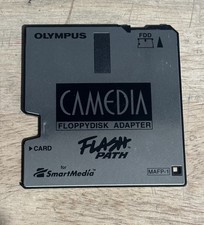 OLYMPUS
FDD
CAMEDIA
FLOPPYDISK ADAPTER
FLASH
PATH
CARD
for
SmartMedia
MAFP-1